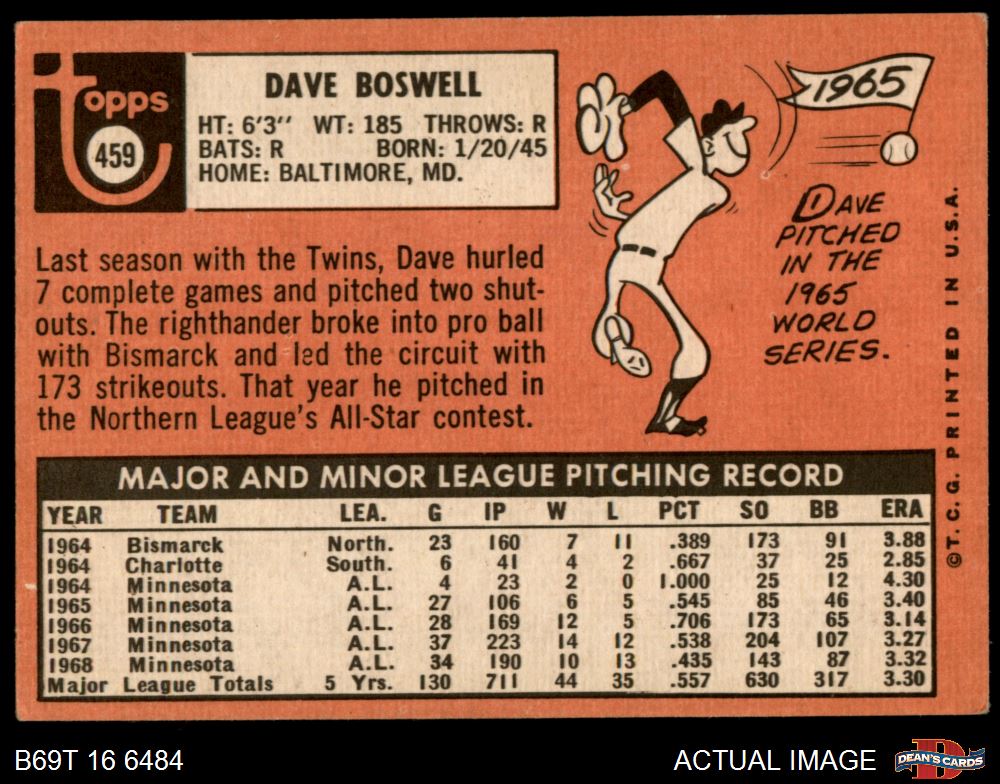 Topps
459
DAVE BOSWELL
HT: 6'3'' WT: 185 THROWS: R
BATS: R BORN: 1/20/45
HOME: BALTIMORE, MD.
Last season with the Twins, Dave hurled
7 complete games and pitched two shut-
outs. The righthander broke into pro ball
with Bismarck and led the circuit with
173 strikeouts. That year he pitched in
the Northern League's All-Star contest.
1965
DAVE
PITCHED
IN THE
1965
WORLD
SERIES.
©T. C. G. PRINTED IN U.S.A.
MAJOR AND MINOR LEAGUE PITCHING RECORD
YEAR TEAM LEA. G IP W L PCT SO BB ERA
1964 Bismarck North. 23 160 7 11 .389 173 91 3.88
1964 Charlotte South. 6 41 4 2 .667 37 25 2.85
1964 Minnesota A.L. 4 23 2 0 1.000 25 12 4.30
1965 Minnesota A.L. 27 106 6 5 .545 85 46 3.40
1966 Minnesota A.L. 28 169 12 5 .706 173 65 3.14
1967 Minnesota A.L. 37 223 14 12 .538 204 107 3.27
1968 Minnesota A.L. 34 190 10 13 .435 143 87 3.32
Major League Totals 5 Yrs. 130 711 44 35 .557 630 317 3.30
B69T 16 6484
ACTUAL IMAGE
D
DEAN'S CARDS